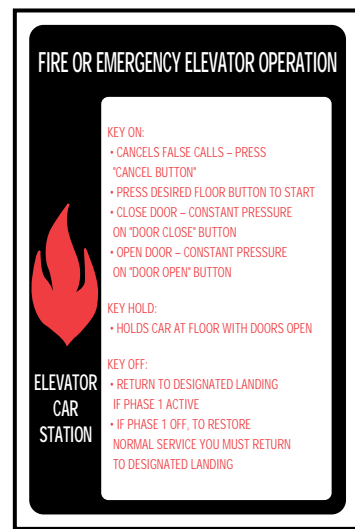 FIRE OR EMERGENCY ELEVATOR OPERATION
KEY ON:
• CANCELS FALSE CALLS – PRESS
"CANCEL BUTTON"
• PRESS DESIRED FLOOR BUTTON TO START
• CLOSE DOOR – CONSTANT PRESSURE
ON "DOOR CLOSE" BUTTON
• OPEN DOOR – CONSTANT PRESSURE
ON "DOOR OPEN" BUTTON
KEY HOLD:
• HOLDS CAR AT FLOOR WITH DOORS OPEN
KEY OFF:
• RETURN TO DESIGNATED LANDING
IF PHASE 1 ACTIVE
• IF PHASE 1 OFF, TO RESTORE
NORMAL SERVICE YOU MUST RETURN
TO DESIGNATED LANDING
ELEVATOR
CAR
STATION